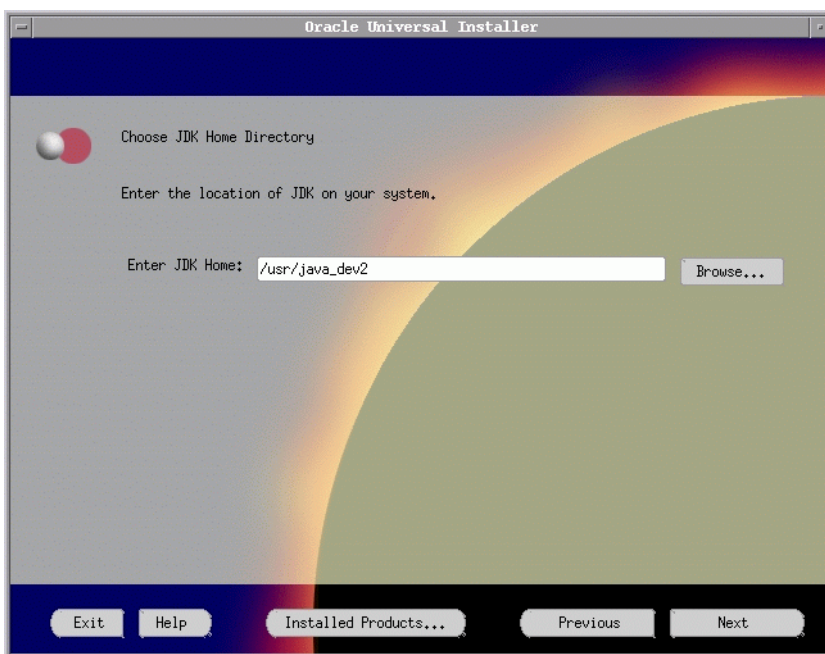 Oracle Universal Installer
Choose JDK Home Directory
Enter the location of JDK on your system.
Enter JDK Home: /usr/java_dev2 Browse...
Exit Help Installed Products... Previous Next